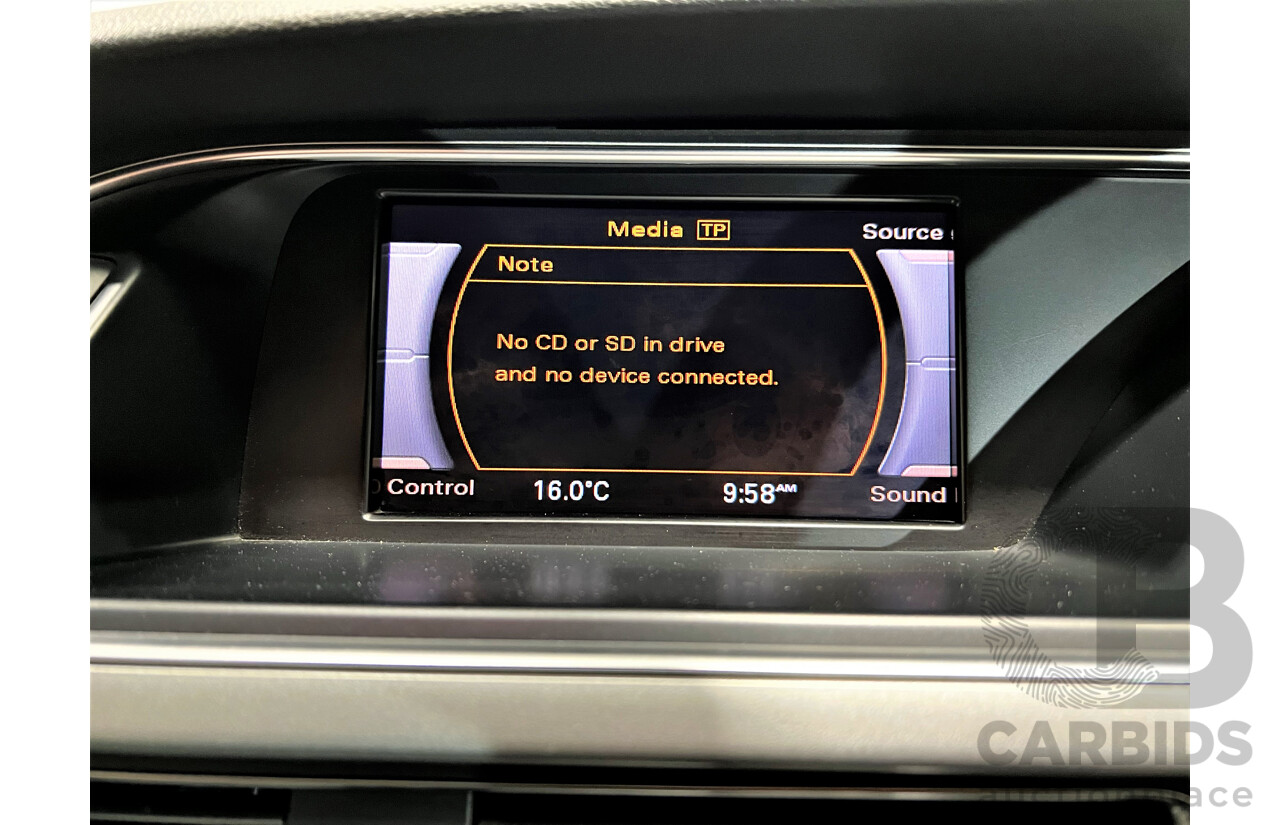 Media TP
Source
Note
No CD or SD in drive
and no device connected.
Control
16.0°C
9:58AM
Sound
CB
CARBIDS